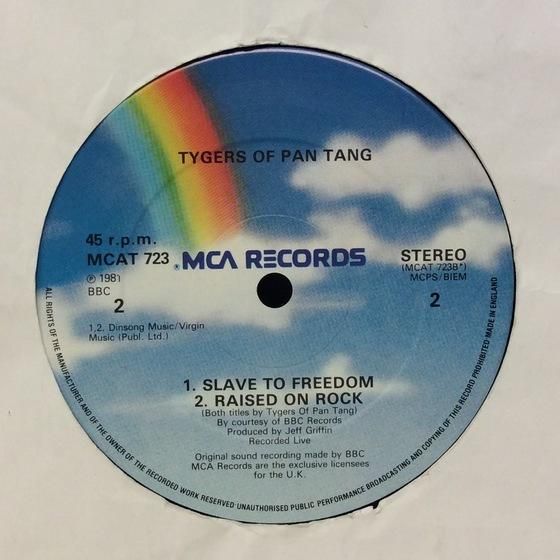 TYGERS OF PAN TANG
45 r.p.m.
MCAT 723
℗ 1981
BBC
2
1,2. Dinsong Music/Virgin
Music (Publ. Ltd.)
MCA RECORDS
STEREO
(MCAT 723B*)
MCPS/BIEM
2
1. SLAVE TO FREEDOM
2. RAISED ON ROCK
(Both titles by Tygers Of Pan Tang)
By courtesy of BBC Records
Produced by Jeff Griffin
Recorded Live
Original sound recording made by BBC
MCA Records are the exclusive licensees
for the U.K.
ALL RIGHTS OF THE MANUFACTURER AND OF THE OWNER OF THE RECORDED WORK RESERVED·UNAUTHORISED PUBLIC PERFORMANCE BROADCASTING AND COPYING OF THIS RECORD PROHIBITED·MADE IN ENGLAND